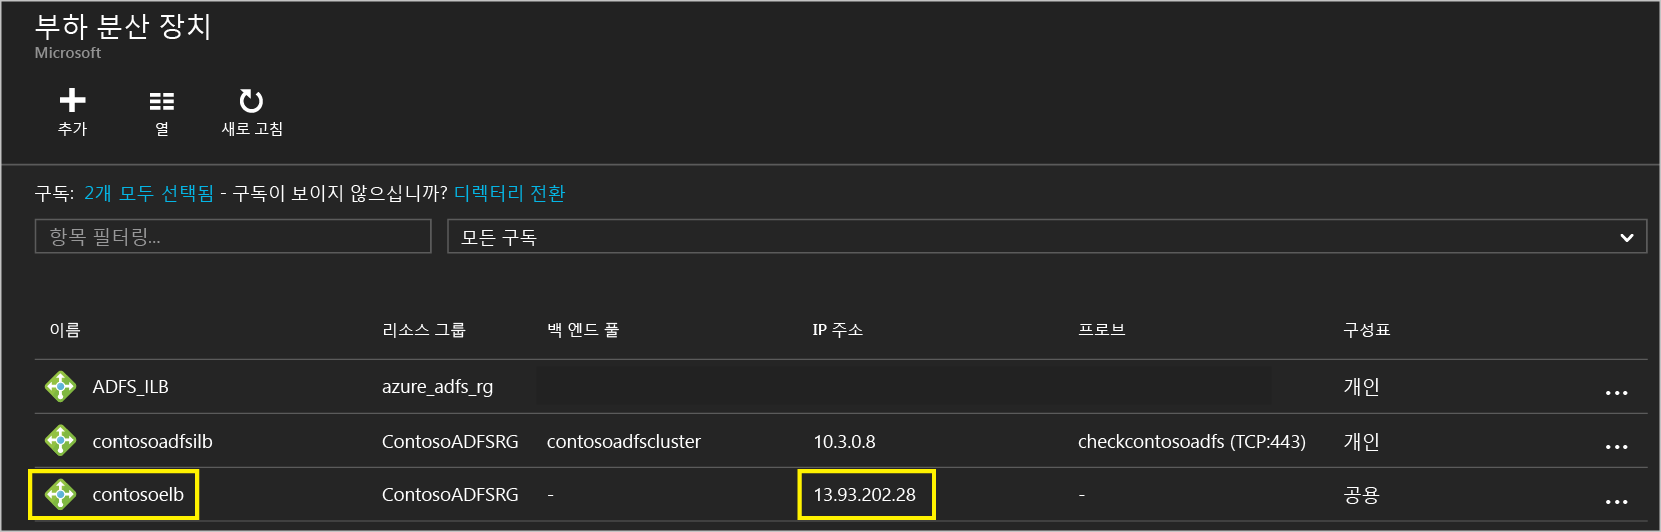 부하 분산 장치
Microsoft
추가 열 새로 고침
구독: 2개 모두 선택됨 - 구독이 보이지 않으십니까? 디렉터리 전환
항목 필터링... 모든 구독
이름 리소스 그룹 백 엔드 풀 IP 주소 프로브 구성표
ADFS_ILB azure_adfs_rg 개인 ...
contosoadfsilb ContosoADFSRG contosoadfscluster 10.3.0.8 checkcontosoadfs (TCP:443) 개인 ...
contosoelb ContosoADFSRG - 13.93.202.28 - 공용 ...